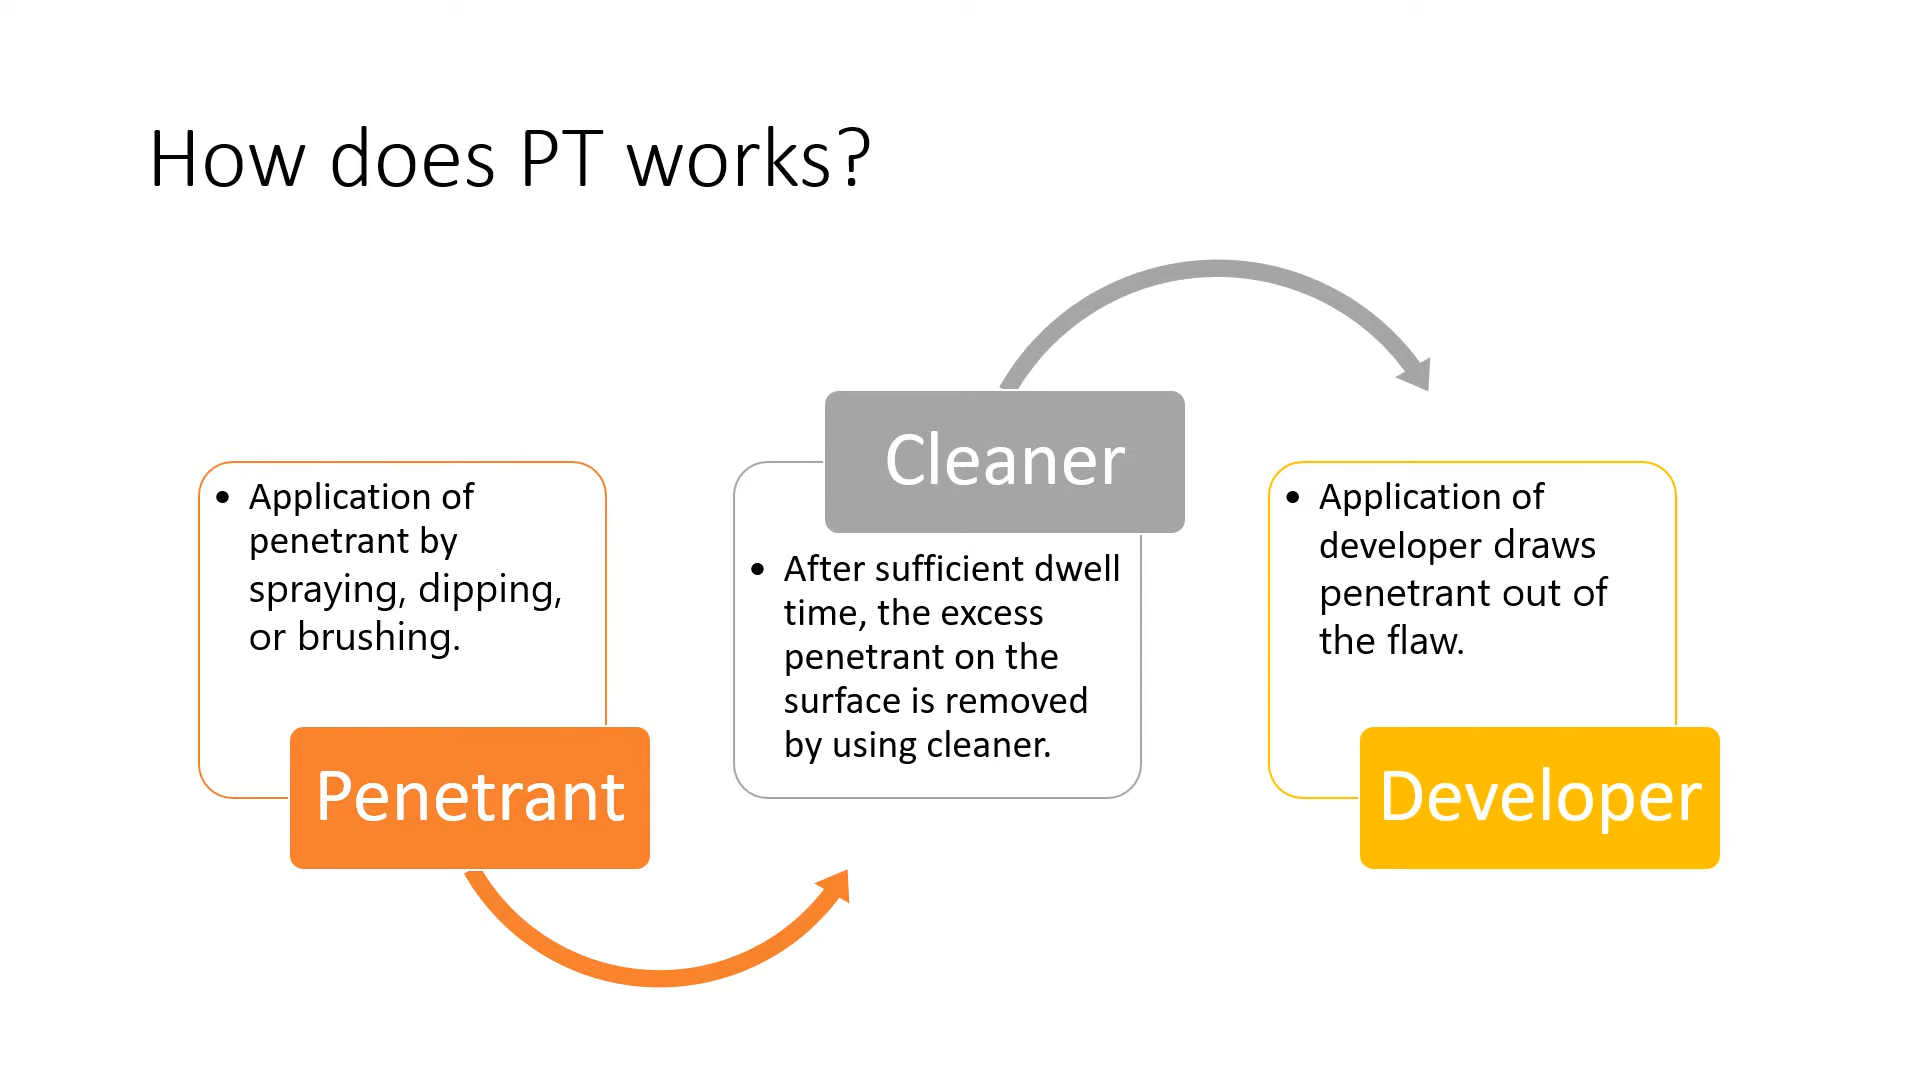 How does PT works?
• Application of
penetrant by
spraying, dipping,
or brushing.
Penetrant
Cleaner
• After sufficient dwell
time, the excess
penetrant on the
surface is removed
by using cleaner.
• Application of
developer draws
penetrant out of
the flaw.
Developer